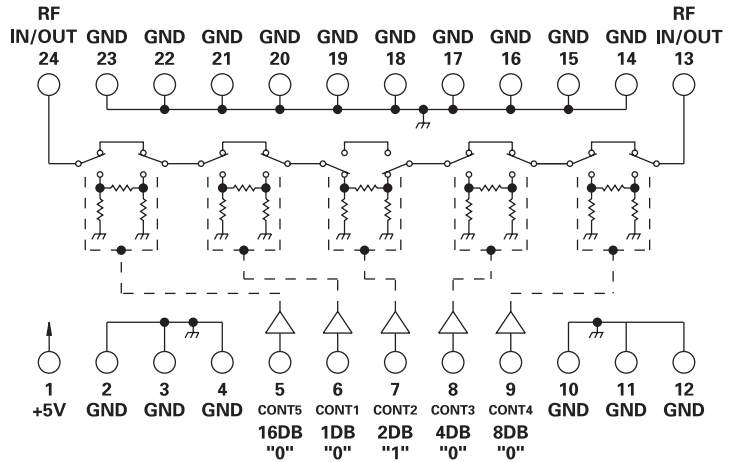 RF RF
IN/OUT GND GND GND GND GND GND GND GND GND GND IN/OUT
24 23 22 21 20 19 18 17 16 15 14 13
1 2 3 4 5 6 7 8 9 10 11 12
+5V GND GND GND CONT5 CONT1 CONT2 CONT3 CONT4 GND GND GND
16DB 1DB 2DB 4DB 8DB
"0" "0" "1" "0" "0"